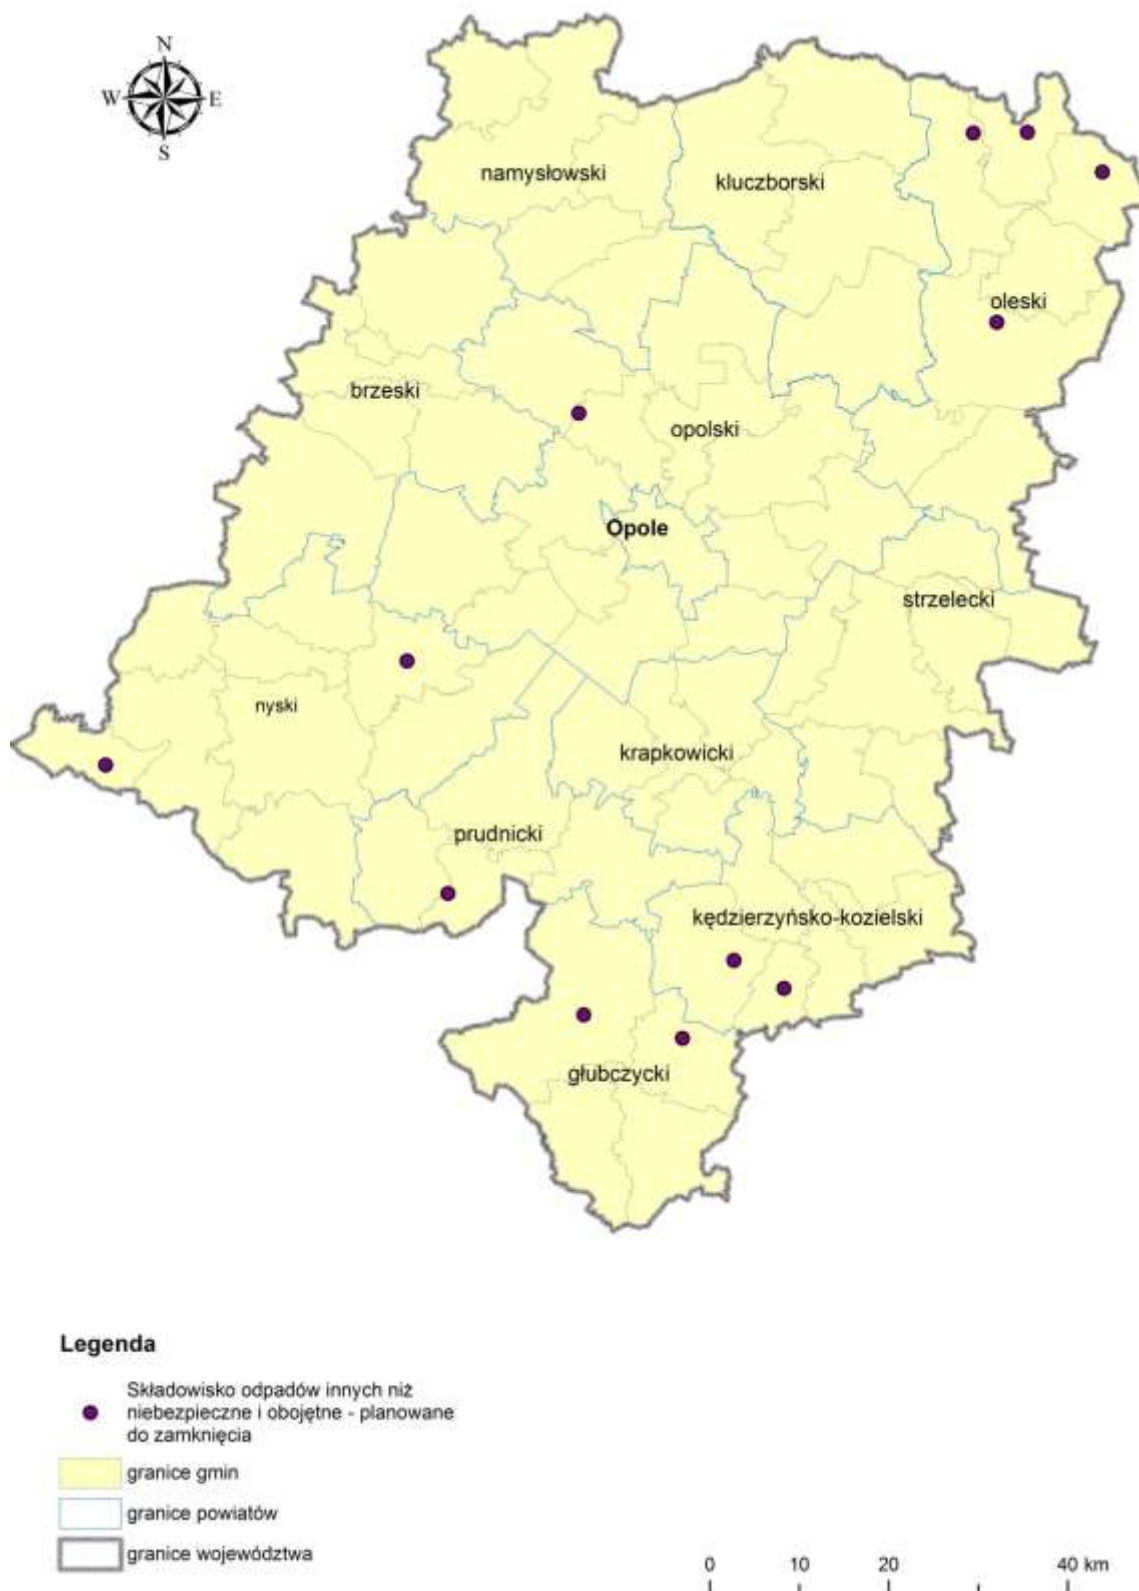 N
W E
S
namysłowski
kluczborski
oleski
brzeski
opolski
Opole
strzelecki
nyski
krapkowicki
prudnicki
kędzierzyńsko-kozielski
głubczycki
Legenda
Składowisko odpadów innych niż
niebezpieczne i obojętne - planowane
do zamknięcia
granice gmin
granice powiatów
granice województwa
0 10 20 40 km